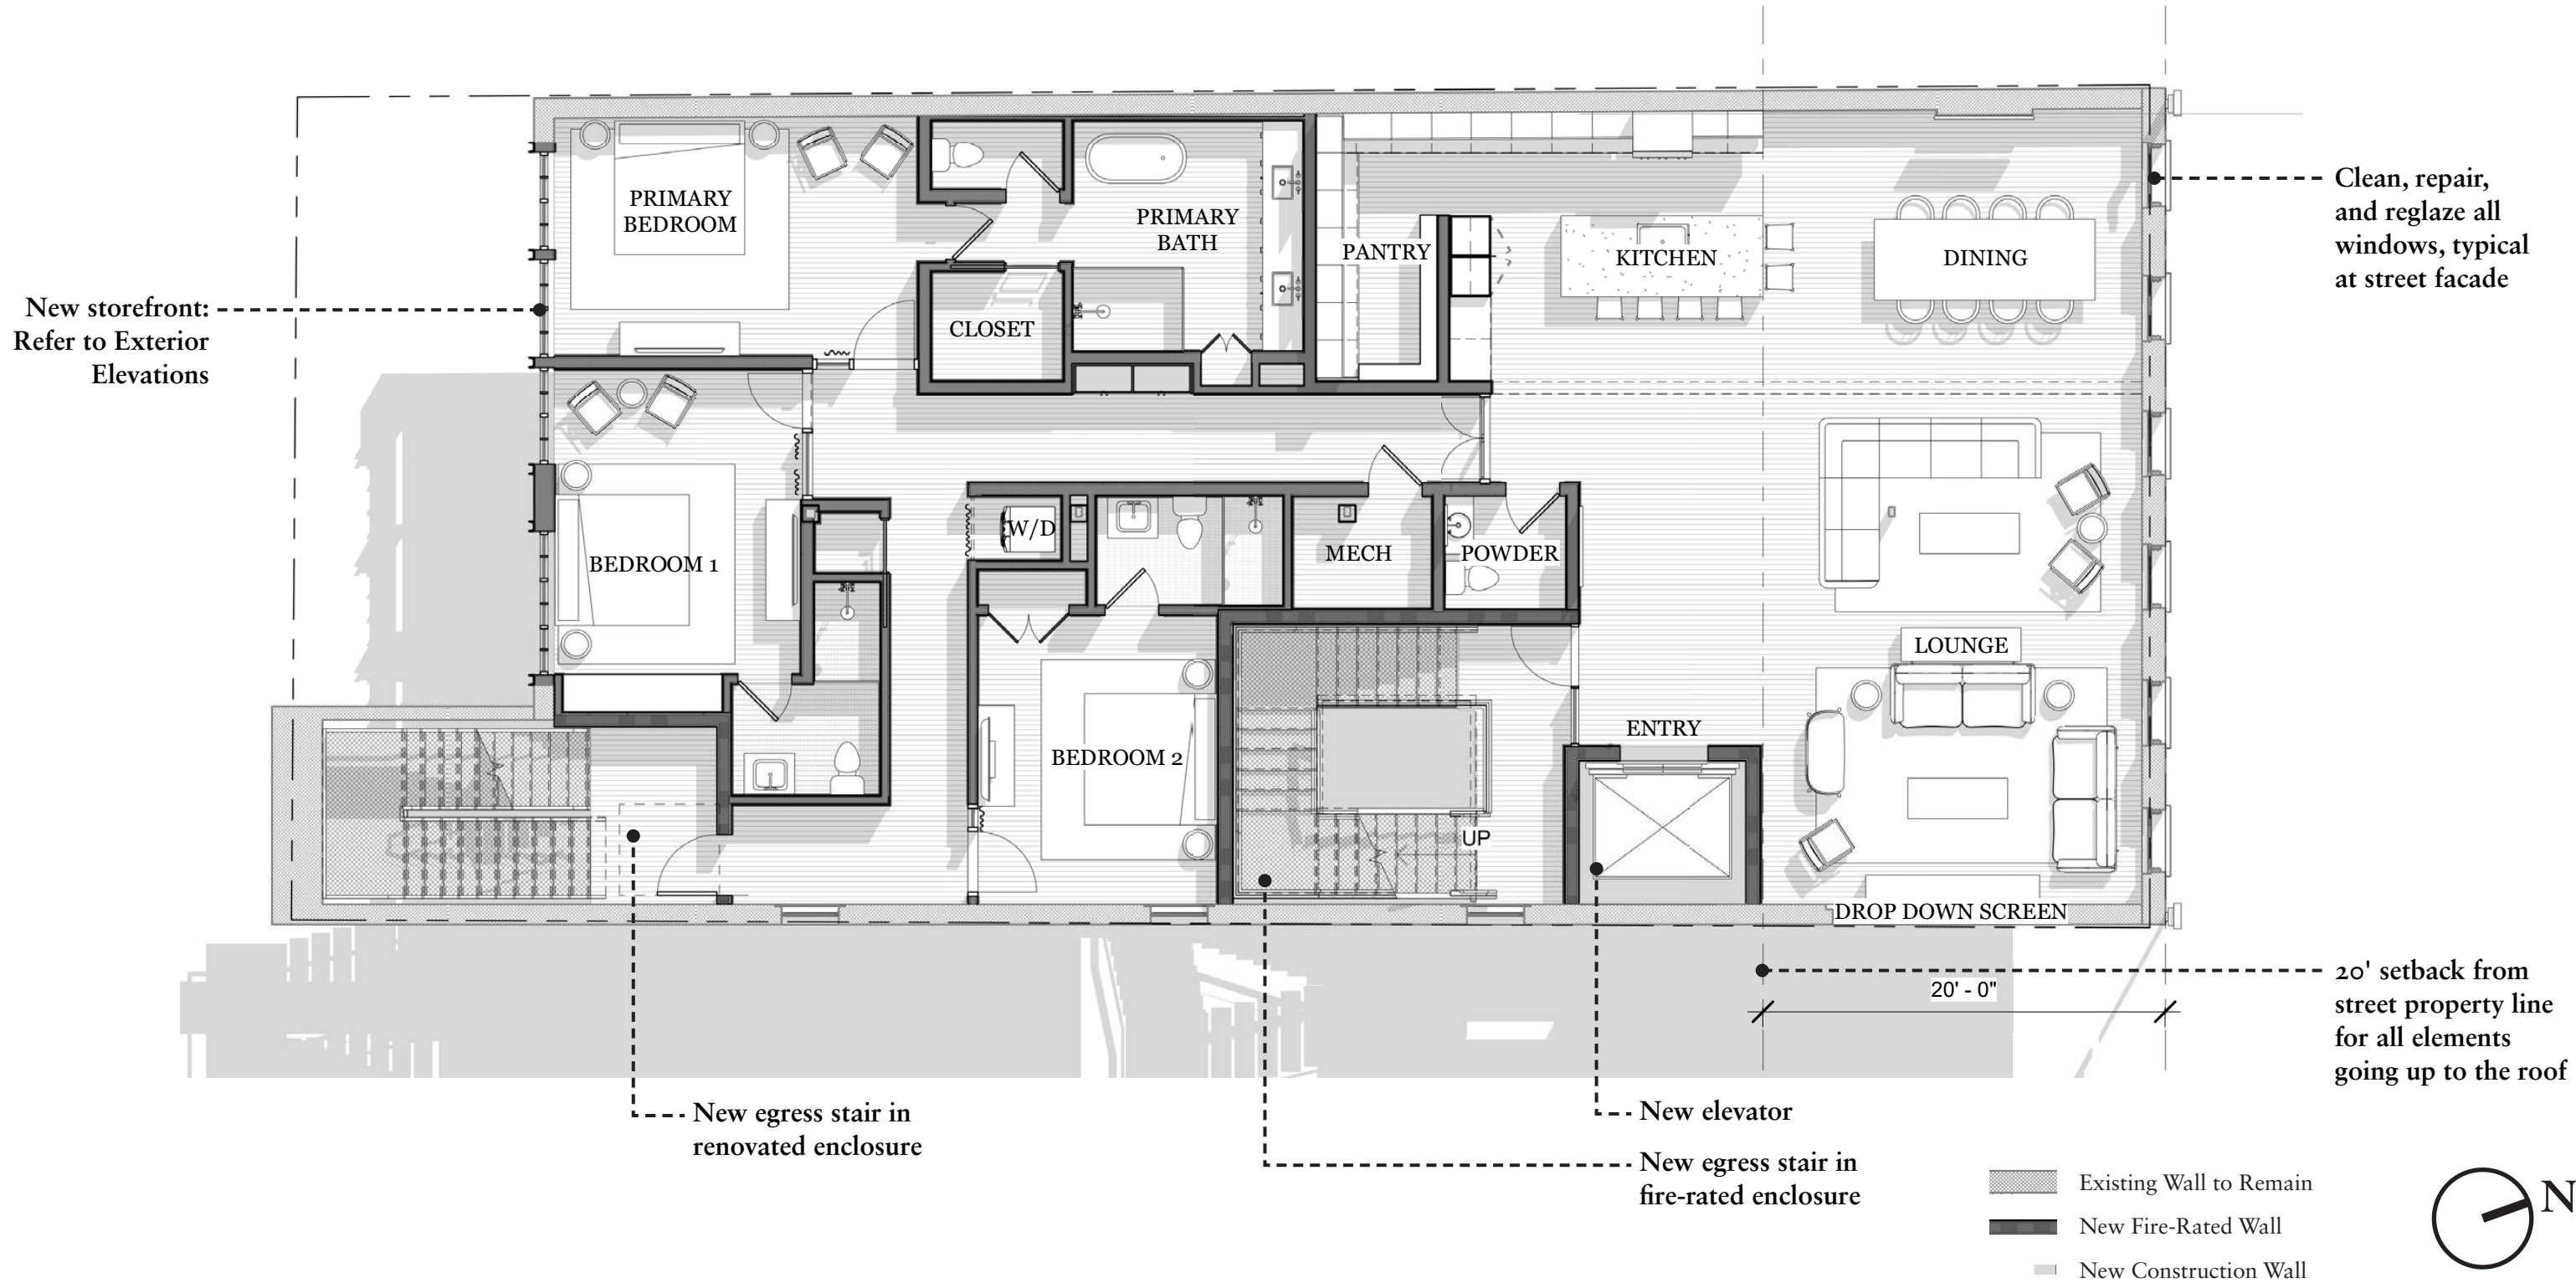 PRIMARY
BEDROOM
PRIMARY
BATH
PANTRY
KITCHEN
DINING
Clean, repair,
and reglaze all
windows, typical
at street facade
New storefront:
Refer to Exterior
Elevations
CLOSET
W/D
BEDROOM 1
MECH
POWDER
LOUNGE
ENTRY
BEDROOM 2
UP
DROP DOWN SCREEN
20' setback from
street property line
for all elements
going up to the roof
20' - 0"
New egress stair in
renovated enclosure
New elevator
New egress stair in
fire-rated enclosure
Existing Wall to Remain
New Fire-Rated Wall
New Construction Wall
N